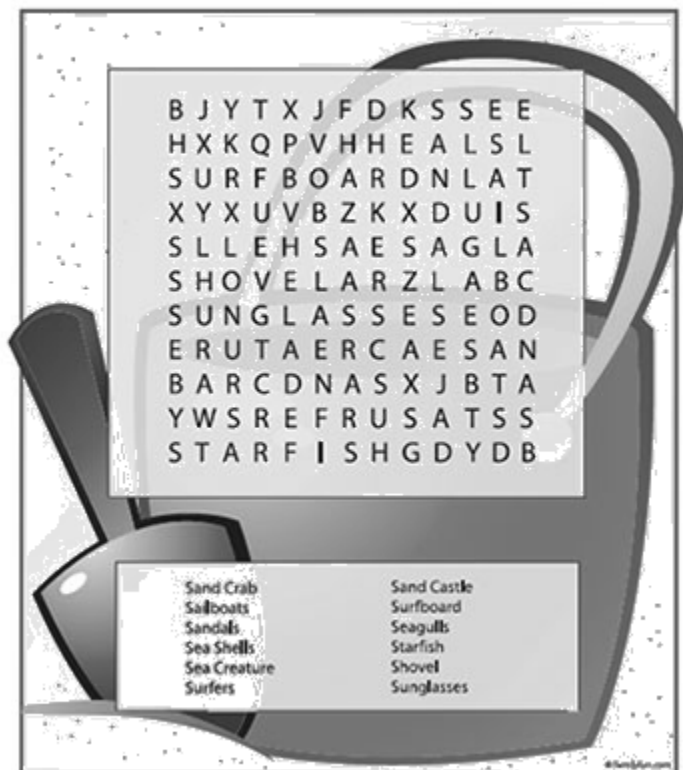 B J Y T X J F D K S S E E
H X K Q P V H H E A L S L
S U R F B O A R D N L A T
X Y X U V B Z K X D U I S
S L L E H S A E S A G L A
S H O V E L A R Z L A B C
S U N G L A S S E S E O D
E R U T A E R C A E S A N
B A R C D N A S X J B T A
Y W S R E F R U S A T S S
S T A R F I S H G D Y D B
Sand Crab
Sailboats
Sandals
Sea Shells
Sea Creature
Surfers
Sand Castle
Surfboard
Seagulls
Starfish
Shovel
Sunglasses